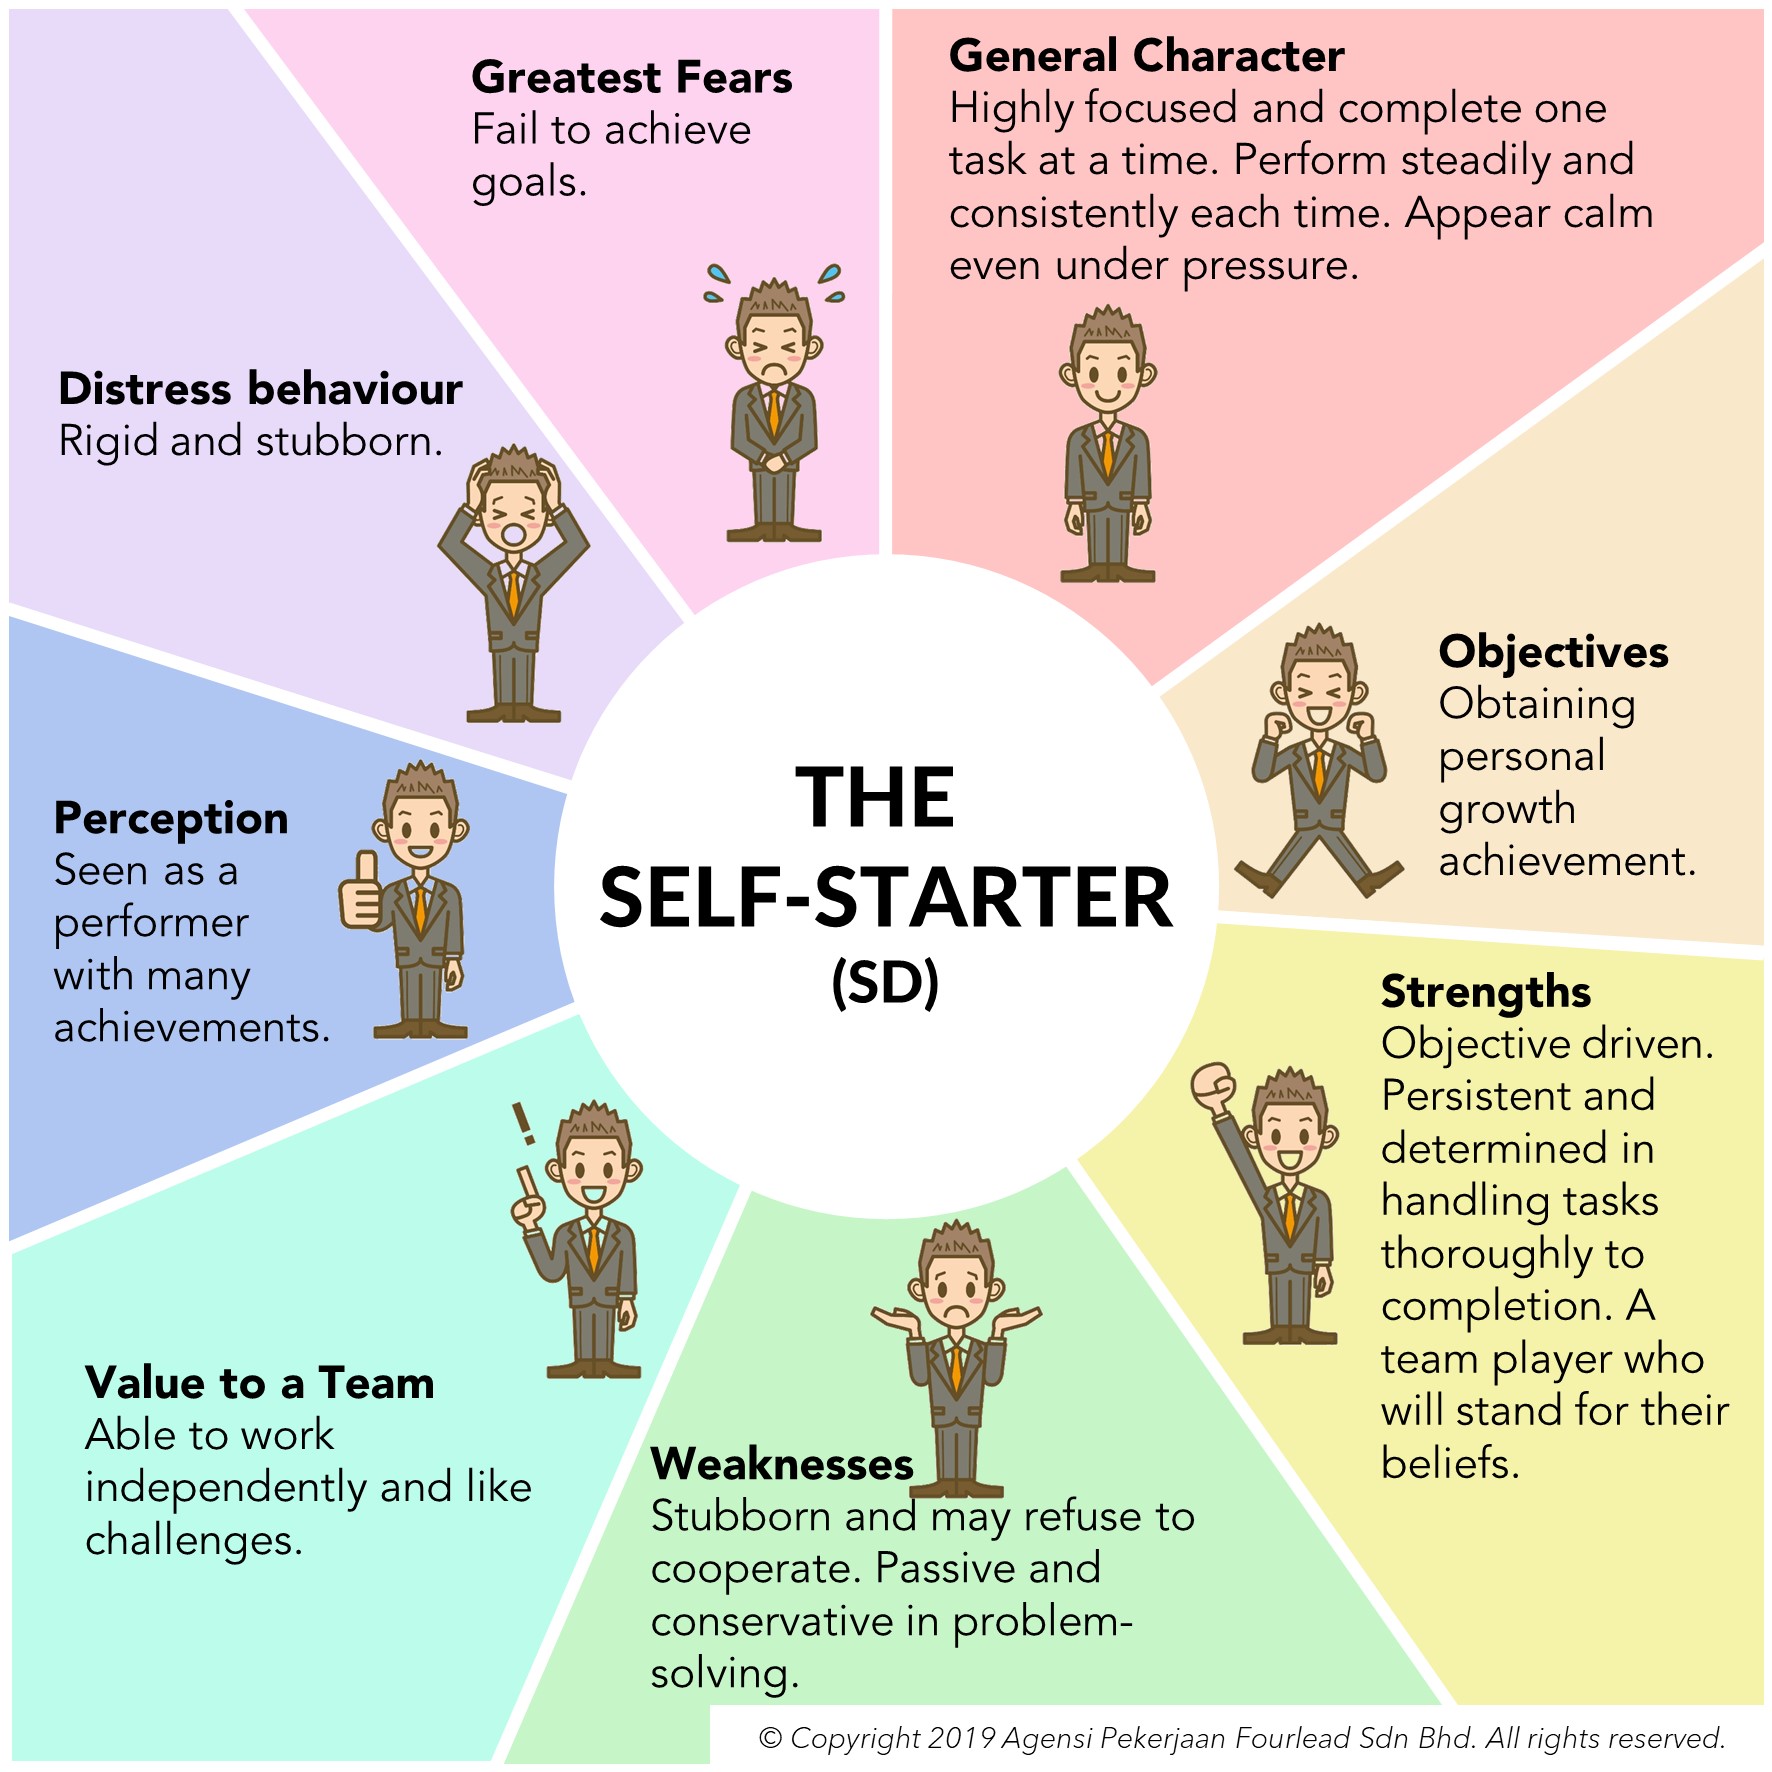 Greatest Fears
Fail to achieve
goals.
General Character
Highly focused and complete one
task at a time. Perform steadily and
consistently each time. Appear calm
even under pressure.
Objectives
Obtaining
personal
growth
achievement.
Strengths
Objective driven.
Persistent and
determined in
handling tasks
thoroughly to
completion. A
team player who
will stand for their
beliefs.
Weaknesses
Stubborn and may refuse to
cooperate. Passive and
conservative in problem-
solving.
Value to a Team
Able to work
independently and like
challenges.
Perception
Seen as a
performer
with many
achievements.
Distress behaviour
Rigid and stubborn.
THE
SELF-STARTER
(SD)
!
© Copyright 2019 Agensi Pekerjaan Fourlead Sdn Bhd. All rights reserved.